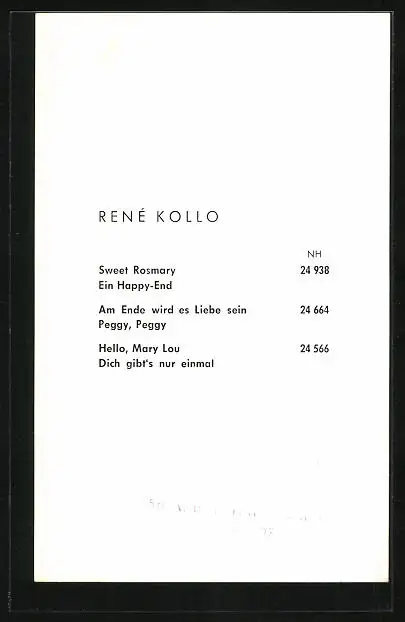 RENÉ KOLLO
NH
Sweet Rosmary 24 938
Ein Happy-End
Am Ende wird es Liebe sein 24 664
Peggy, Peggy
Hello, Mary Lou 24 566
Dich gibt's nur einmal